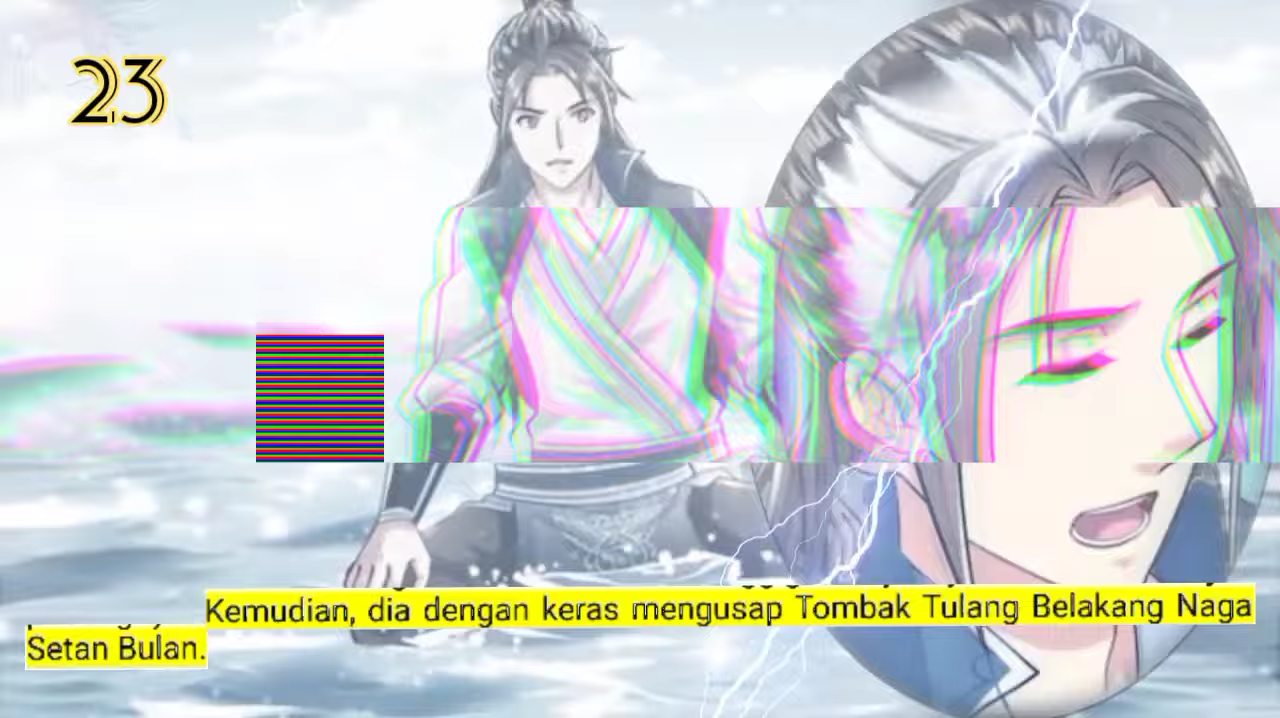 23
Kemudian, dia dengan keras mengusap Tombak Tulang Belakang Naga
Setan Bulan.